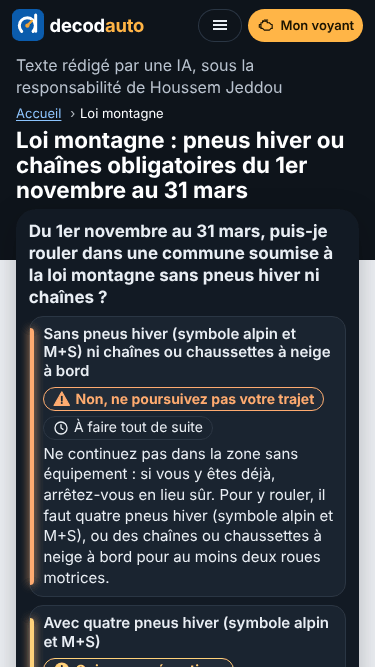 decodauto
Mon voyant
Texte rédigé par une IA, sous la
responsabilité de Houssem Jeddou
Accueil › Loi montagne
Loi montagne : pneus hiver ou
chaînes obligatoires du 1er
novembre au 31 mars
Du 1er novembre au 31 mars, puis-je
rouler dans une commune soumise à
la loi montagne sans pneus hiver ni
chaînes ?
Sans pneus hiver (symbole alpin et
M+S) ni chaînes ou chaussettes à neige
à bord
Non, ne poursuivez pas votre trajet
À faire tout de suite
Ne continuez pas dans la zone sans
équipement : si vous y êtes déjà,
arrêtez-vous en lieu sûr. Pour y rouler, il
faut quatre pneus hiver (symbole alpin et
M+S), ou des chaînes ou chaussettes à
neige à bord pour au moins deux roues
motrices.
Avec quatre pneus hiver (symbole alpin
et M+S)